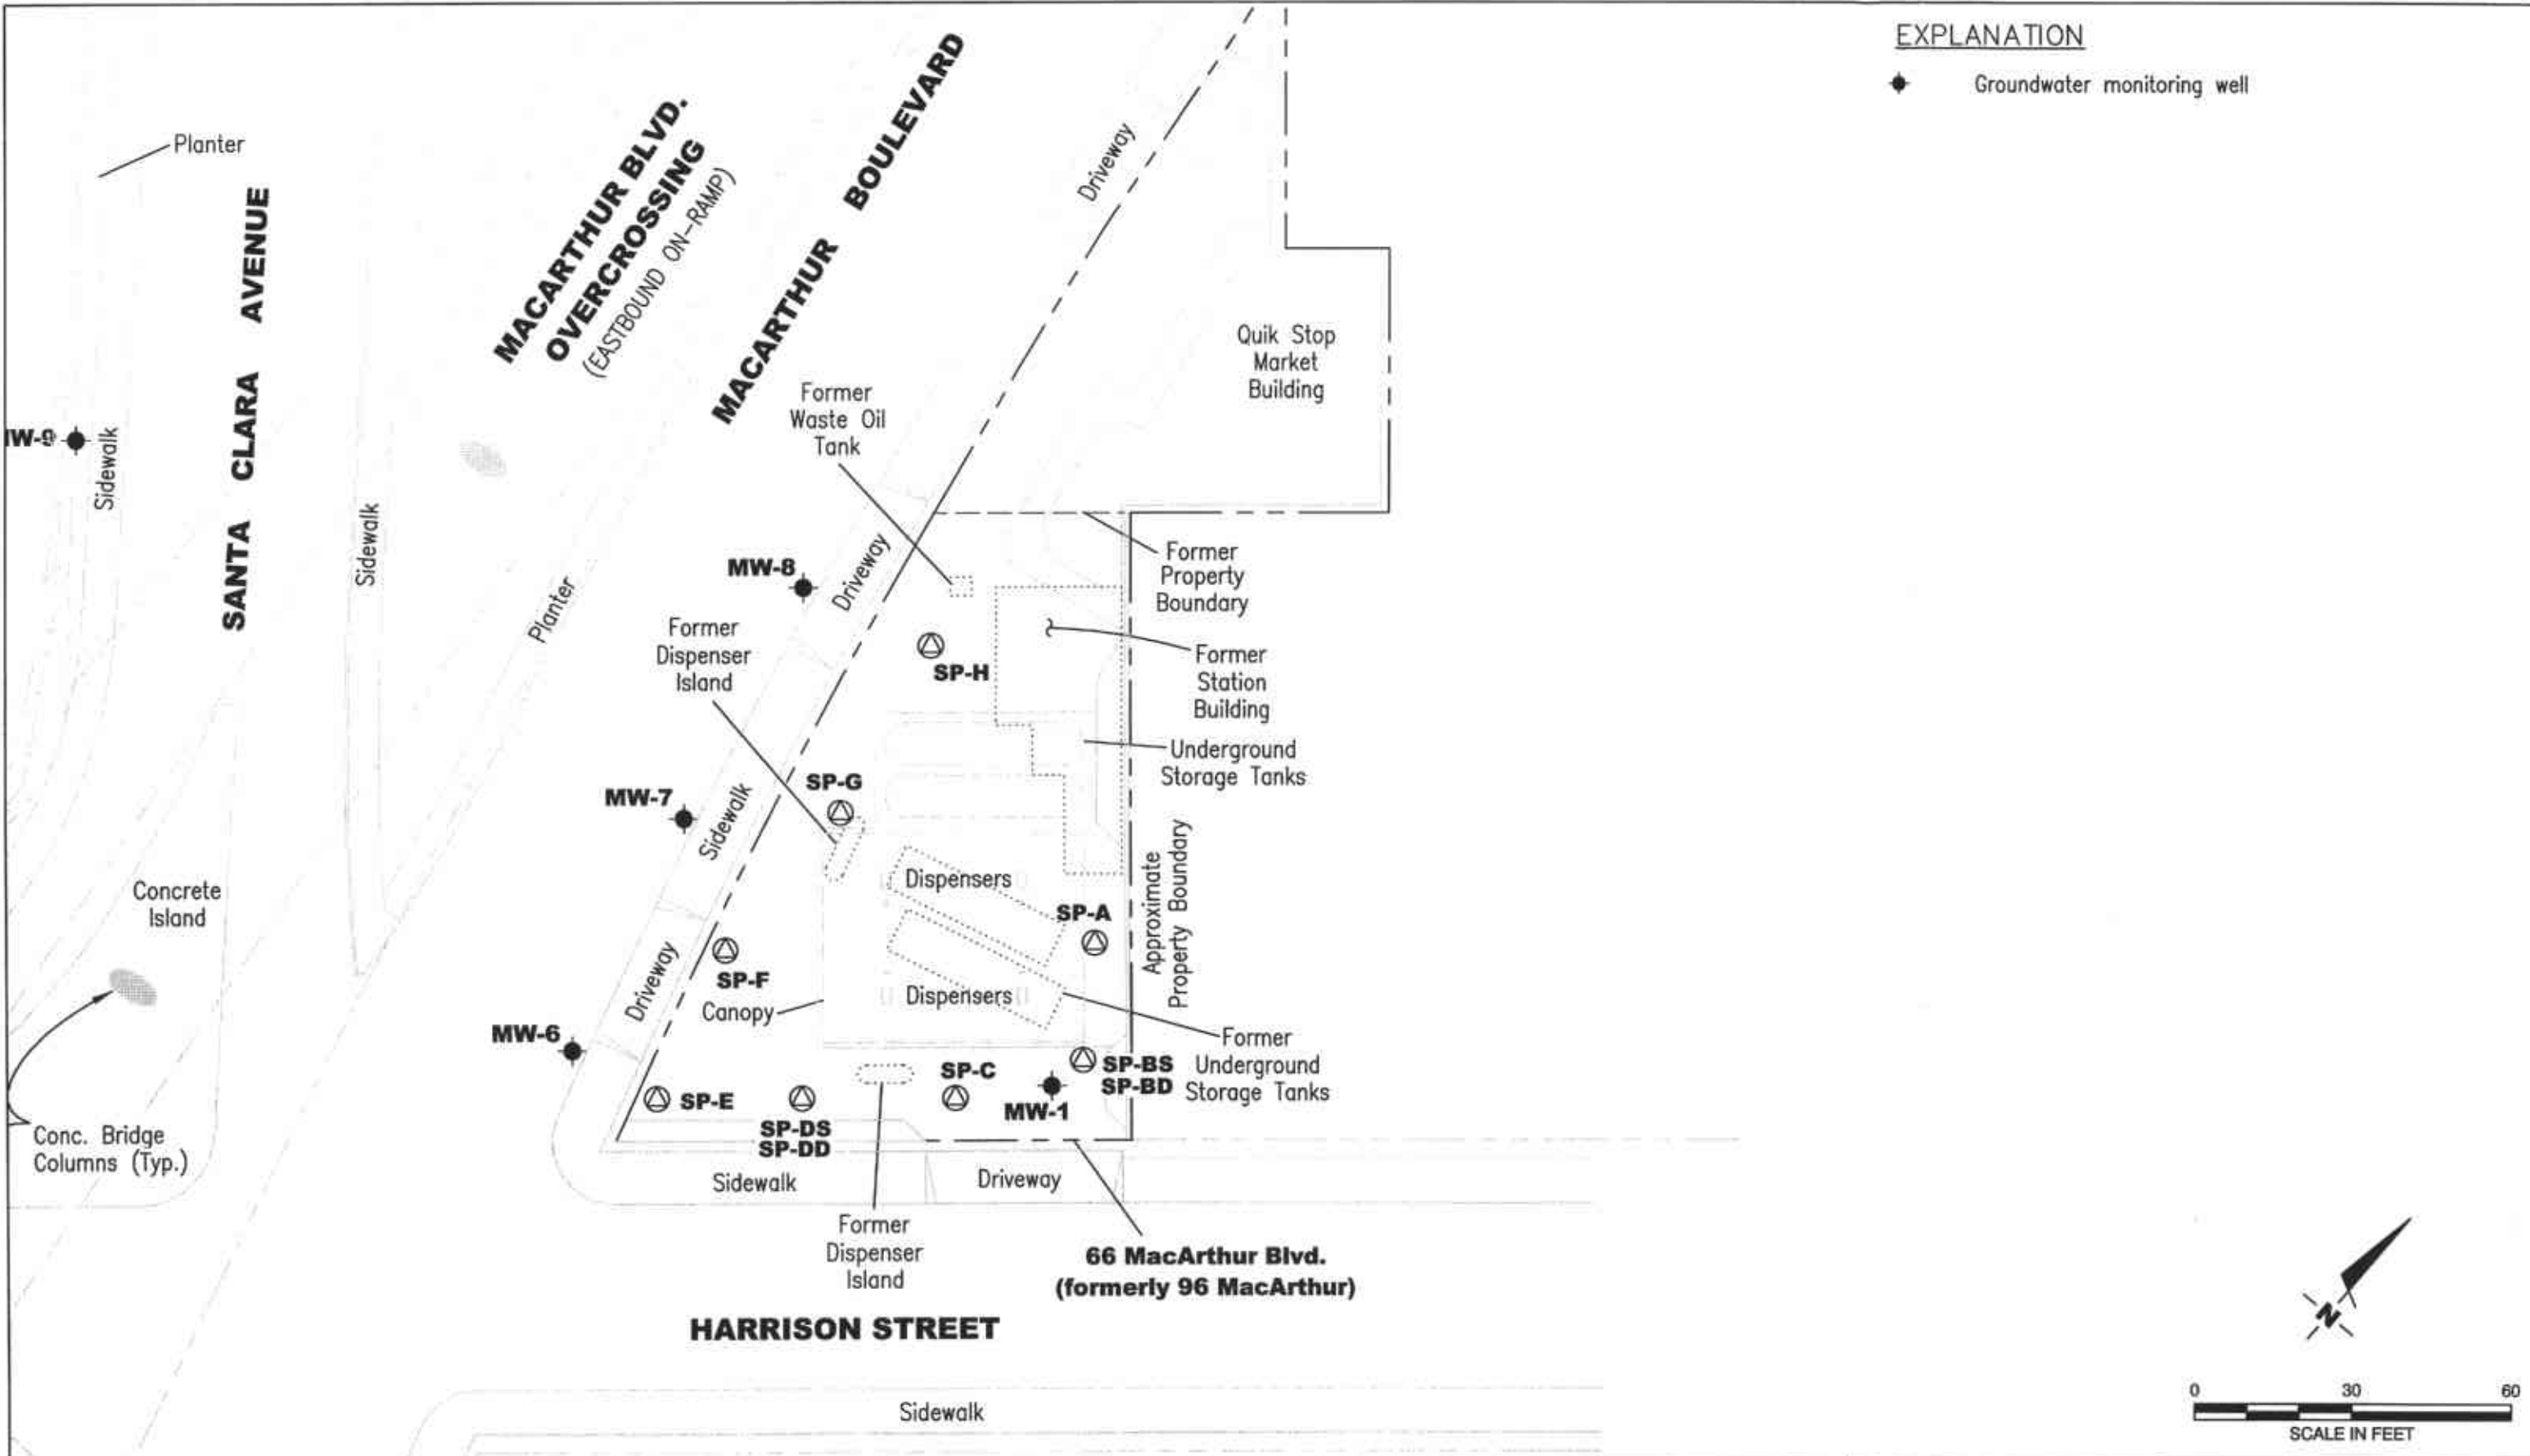 EXPLANATION
Groundwater monitoring well
Planter
SANTA CLARA AVENUE
MACARTHUR BLVD.
OVERCROSSING
(EASTBOUND ON-RAMP)
MACARTHUR BOULEVARD
Driveway
Quik Stop
Market
Building
Former
Waste Oil
Tank
IW-9
Sidewalk
Sidewalk
Planter
MW-8
Driveway
Former
Property
Boundary
Former
Dispenser
Island
SP-H
Former
Station
Building
Underground
Storage Tanks
SP-G
MW-7
Sidewalk
Approximate
Property Boundary
Concrete
Island
Dispensers
SP-A
SP-F
Driveway
Canopy
Dispensers
MW-6
Former
Underground
Storage Tanks
SP-BS
SP-BD
SP-C
MW-1
SP-E
SP-DS
SP-DD
Conc. Bridge
Columns (Typ.)
Sidewalk
Driveway
Former
Dispenser
Island
66 MacArthur Blvd.
(formerly 96 MacArthur)
HARRISON STREET
Sidewalk
N
0 30 60
SCALE IN FEET